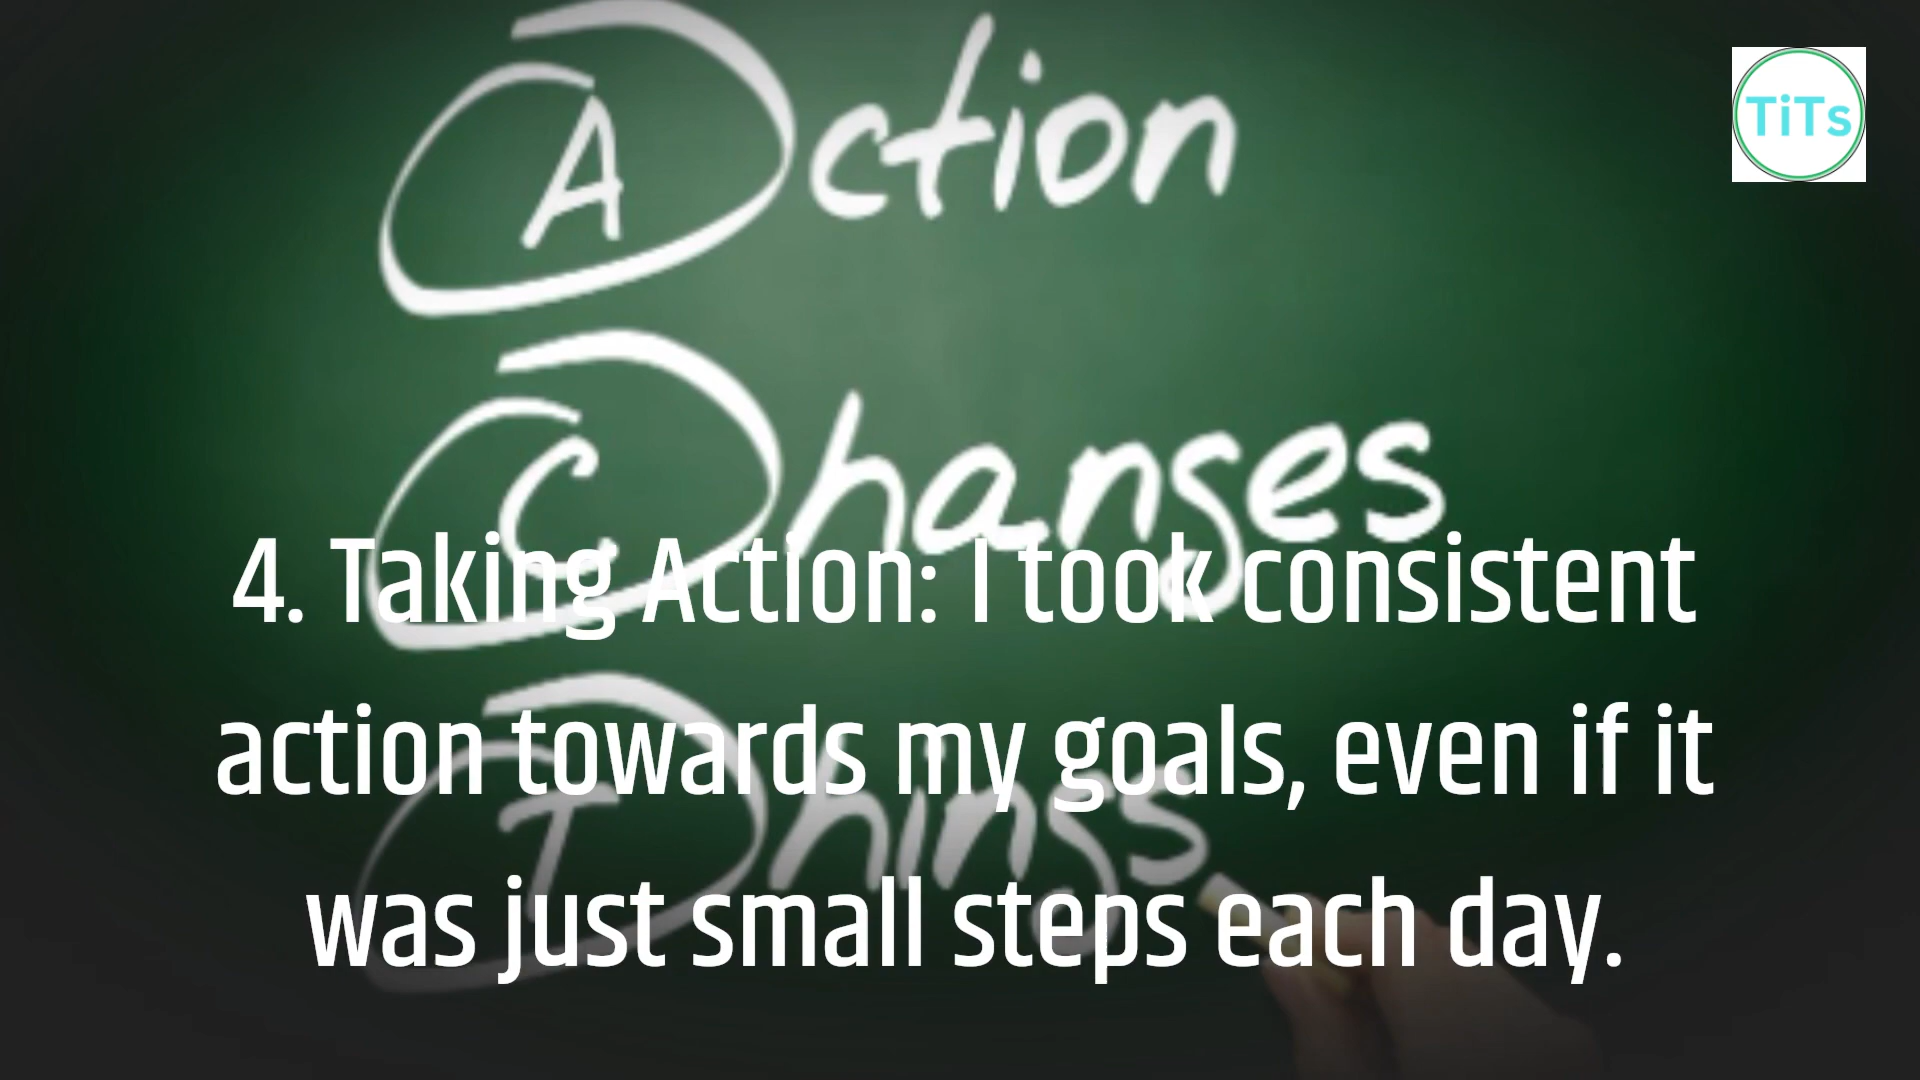 Action
TiTs
Changes
4. Taking Action: I took consistent
action towards my goals, even if it
Things
was just small steps each day.